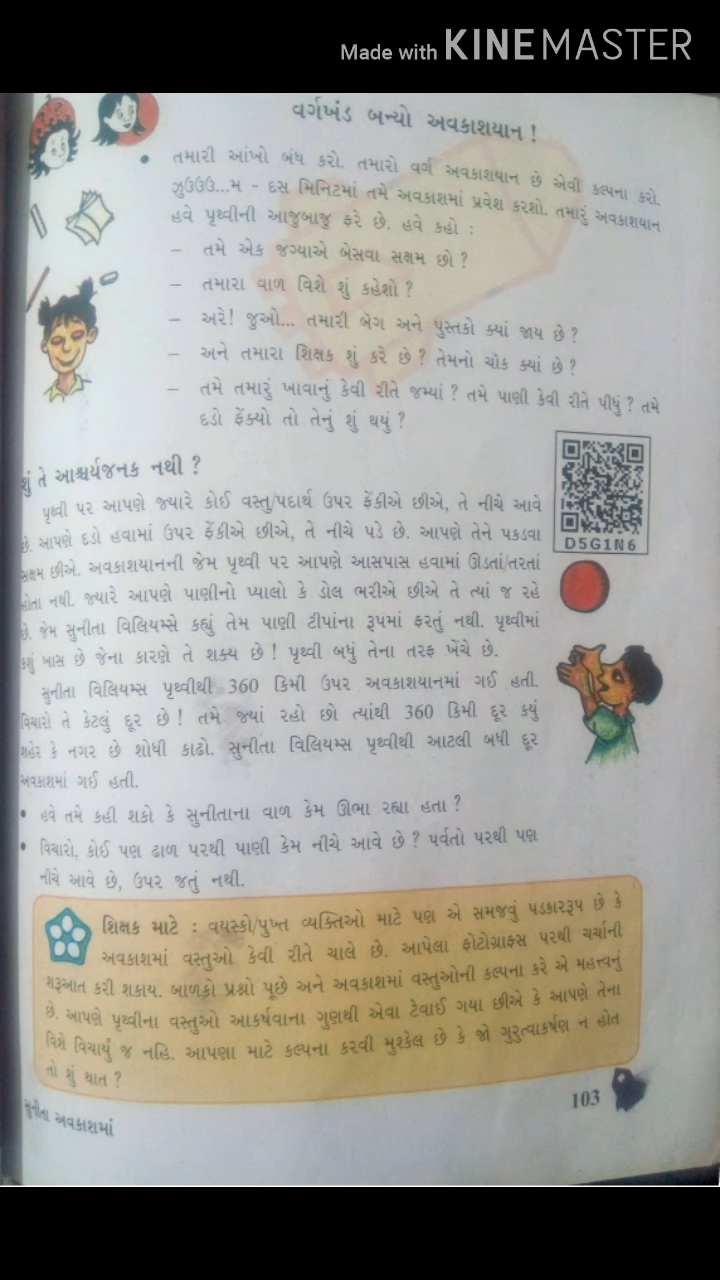 Made with KINEMASTER
વર્ગખંડ બન્યો અવકાશયાન !
• તમારી આંખો બંધ કરો. તમારો વર્ગ અવકાશયાન છે એવી કલ્પના કરો.
ઝુઉઉઉ...મ – દસ મિનિટમાં તમે અવકાશમાં પ્રવેશ કરશો. તમારું અવકાશયાન
હવે પૃથ્વીની આજુબાજુ ફરે છે. હવે કહો :
– તમે એક જગ્યાએ બેસવા સક્ષમ છો ?
– તમારા વાળ વિશે શું કહેશો ?
– અરે! જુઓ... તમારી બૅગ અને પુસ્તકો ક્યાં જાય છે ?
– અને તમારા શિક્ષક શું કરે છે ? તેમનો ચૉક ક્યાં છે ?
– તમે તમારું ખાવાનું કેવી રીતે જમ્યાં ? તમે પાણી કેવી રીતે પીધું ? તમે
દડો ફેંક્યો તો તેનું શું થયું ?
શું તે આશ્ચર્યજનક નથી ?
પૃથ્વી પર આપણે જ્યારે કોઈ વસ્તુ/પદાર્થ ઉપર ફેંકીએ છીએ, તે નીચે આવે
છે. આપણે દડો હવામાં ઉપર ફેંકીએ છીએ, તે નીચે પડે છે. આપણે તેને પકડવા
સક્ષમ છીએ. અવકાશયાનની જેમ પૃથ્વી પર આપણે આસપાસ હવામાં ઊડતાં/તરતાં
હોતા નથી. જ્યારે આપણે પાણીનો પ્યાલો કે ડોલ ભરીએ છીએ તે ત્યાં જ રહે
છે. જેમ સુનીતા વિલિયમ્સે કહ્યું તેમ પાણી ટીપાંના રૂપમાં ફરતું નથી. પૃથ્વીમાં
કશું ખાસ છે જેના કારણે તે શક્ય છે ! પૃથ્વી બધું તેના તરફ ખેંચે છે.
D5G1N6
સુનીતા વિલિયમ્સ પૃથ્વીથી 360 કિમી ઉપર અવકાશયાનમાં ગઈ હતી.
વિચારો તે કેટલું દૂર છે ! તમે જ્યાં રહો છો ત્યાંથી 360 કિમી દૂર કયું
શહેર કે નગર છે શોધી કાઢો. સુનીતા વિલિયમ્સ પૃથ્વીથી આટલી બધી દૂર
અવકાશમાં ગઈ હતી.
• હવે તમે કહી શકો કે સુનીતાના વાળ કેમ ઊભા રહ્યા હતા ?
• વિચારો, કોઈ પણ ઢાળ પરથી પાણી કેમ નીચે આવે છે ? પર્વતો પરથી પણ
નીચે આવે છે, ઉપર જતું નથી.
શિક્ષક માટે : વયસ્કો/પુખ્ત વ્યક્તિઓ માટે પણ એ સમજવું પડકારરૂપ છે કે
અવકાશમાં વસ્તુઓ કેવી રીતે ચાલે છે. આપેલા ફોટોગ્રાફ્સ પરથી ચર્ચાની
શરૂઆત કરી શકાય. બાળકો પ્રશ્નો પૂછે અને અવકાશમાં વસ્તુઓની કલ્પના કરે એ મહત્ત્વનું
છે. આપણે પૃથ્વીના વસ્તુઓ આકર્ષવાના ગુણથી એવા ટેવાઈ ગયા છીએ કે આપણે તેના
વિશે વિચાર્યું જ નહિ. આપણા માટે કલ્પના કરવી મુશ્કેલ છે કે જો ગુરુત્વાકર્ષણ ન હોત
તો શું થાત ?
સુનીતા અવકાશમાં
103